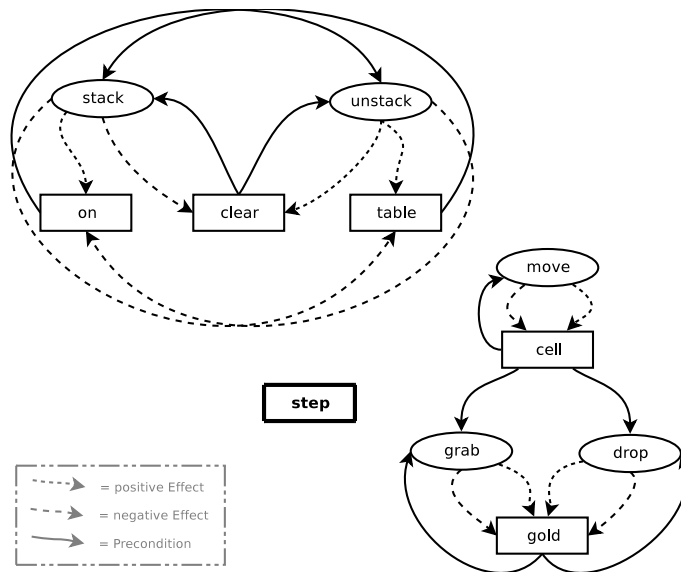 stack
unstack
on
clear
table
move
cell
step
grab
drop
gold
= positive Effect
= negative Effect
= Precondition